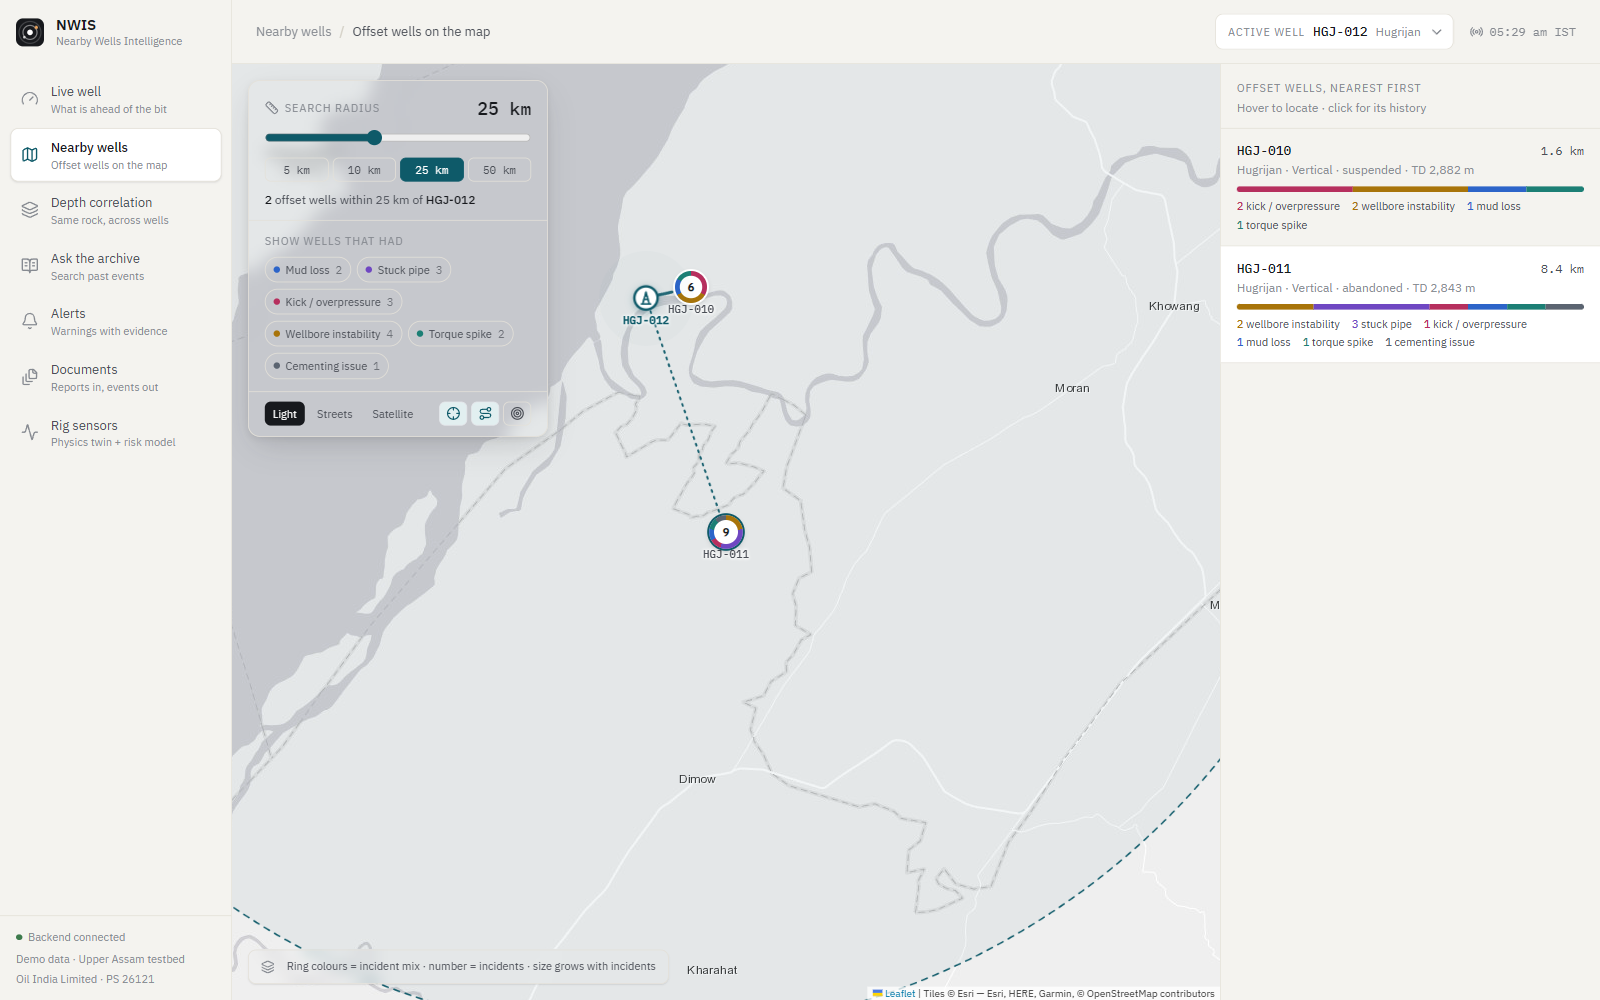 NWIS
Nearby Wells Intelligence
Live well
What is ahead of the bit
Nearby wells
Offset wells on the map
Depth correlation
Same rock, across wells
Ask the archive
Search past events
Alerts
Warnings with evidence
Documents
Reports in, events out
Rig sensors
Physics twin + risk model
Backend connected
Demo data · Upper Assam testbed
Oil India Limited · PS 26121
Nearby wells / Offset wells on the map
ACTIVE WELL HGJ-012 Hugrijan
05:29 am IST
SEARCH RADIUS 25 km
5 km 10 km 25 km 50 km
2 offset wells within 25 km of HGJ-012
SHOW WELLS THAT HAD
Mud loss 2 Stuck pipe 3
Kick / overpressure 3
Wellbore instability 4 Torque spike 2
Cementing issue 1
Light Streets Satellite
6
HGJ-010
HGJ-012
9
HGJ-011
Khowang
Moran
M
Dimow
Kharahat
Ring colours = incident mix · number = incidents · size grows with incidents
Leaflet | Tiles © Esri — Esri, HERE, Garmin, © OpenStreetMap contributors
OFFSET WELLS, NEAREST FIRST
Hover to locate · click for its history
HGJ-010 1.6 km
Hugrijan · Vertical · suspended · TD 2,882 m
2 kick / overpressure 2 wellbore instability 1 mud loss
1 torque spike
HGJ-011 8.4 km
Hugrijan · Vertical · abandoned · TD 2,843 m
2 wellbore instability 3 stuck pipe 1 kick / overpressure
1 mud loss 1 torque spike 1 cementing issue